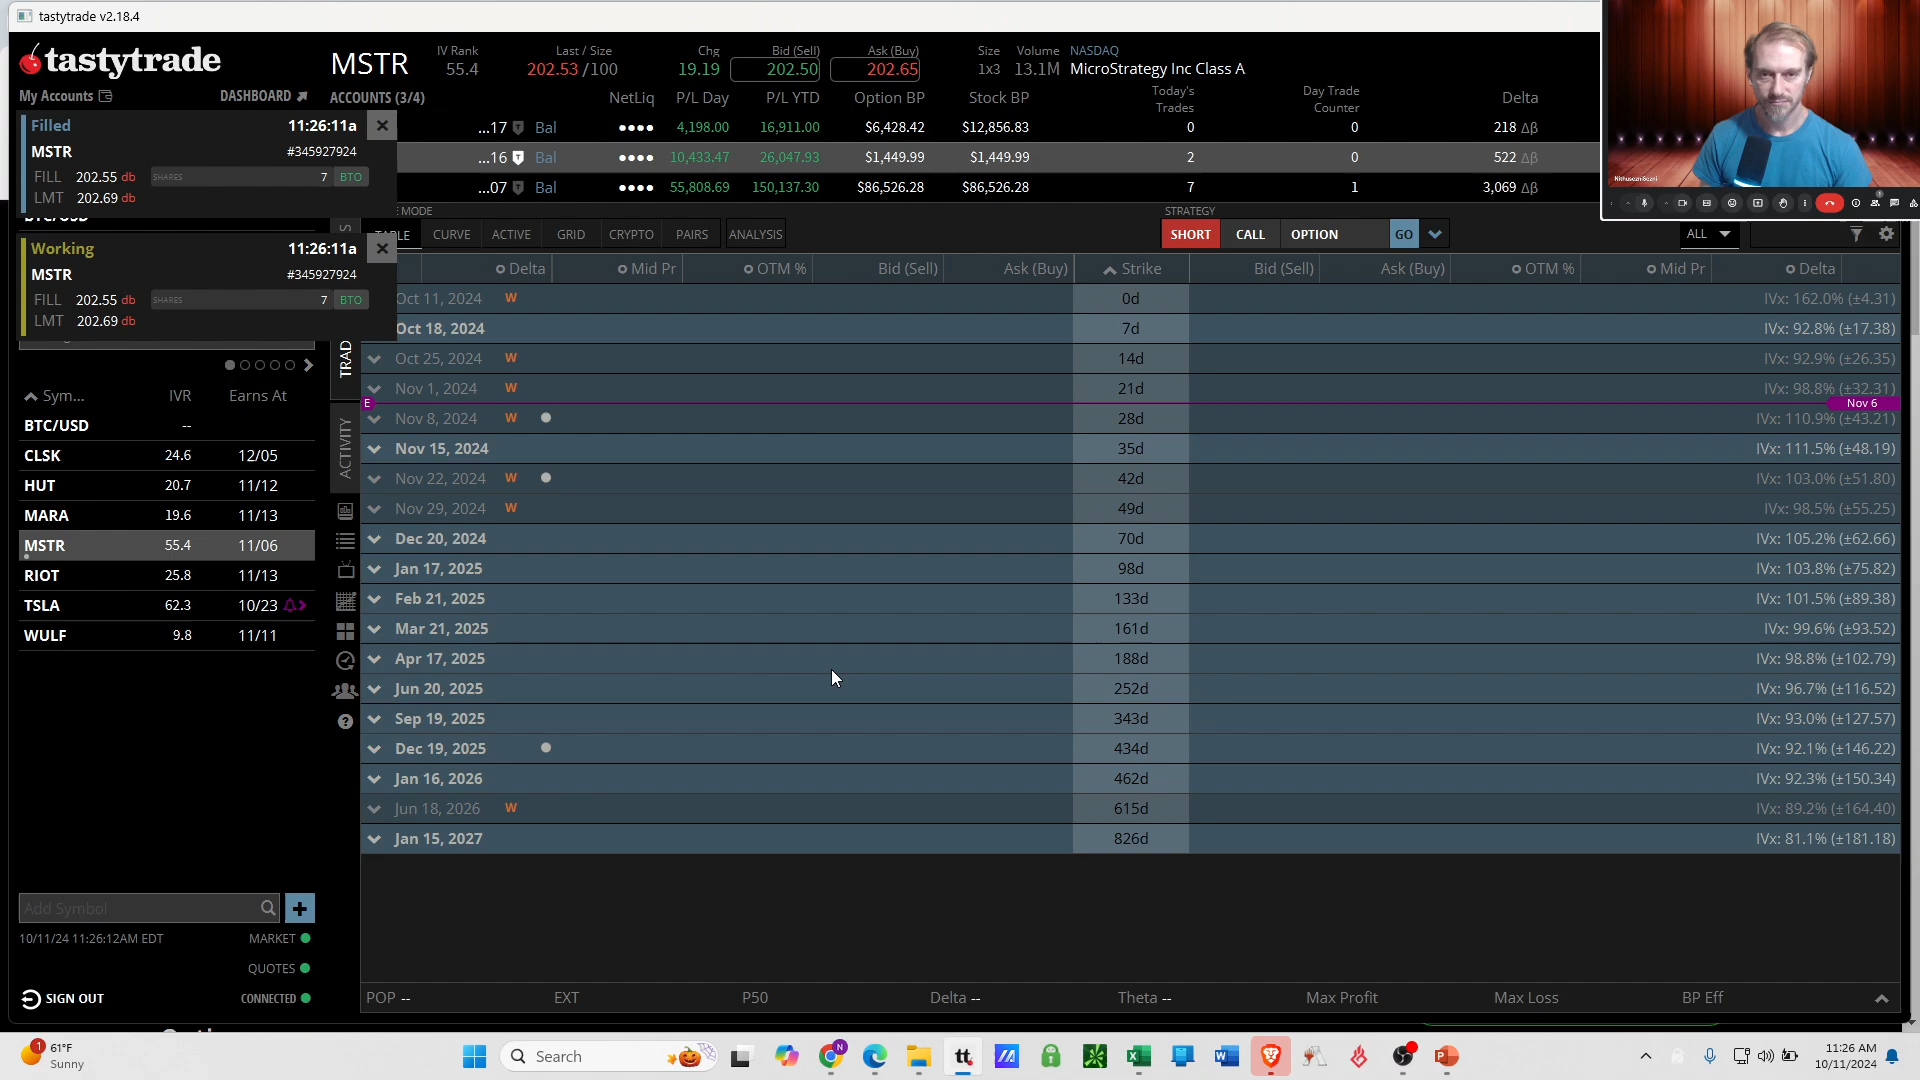 tastytrade v2.18.4
tastytrade
My Accounts
DASHBOARD
MSTR
IV Rank
55.4
Last / Size
202.53 /100
Chg
19.19
Bid (Sell)
202.50
Ask (Buy)
202.65
Size
1x3
Volume
13.1M
NASDAQ
MicroStrategy Inc Class A
ACCOUNTS (3/4) NetLiq P/L Day P/L YTD Option BP Stock BP Today's Trades Day Trade Counter Delta
...17 Bal 4,198.00 16,911.00 $6,428.42 $12,856.83 0 0 218 Δβ
...16 Bal 10,433.47 26,047.93 $1,449.99 $1,449.99 2 0 522 Δβ
...07 Bal 55,808.69 150,137.30 $86,526.28 $86,526.28 7 1 3,069 Δβ
Filled 11:26:11a
MSTR #345927924
FILL 202.55 db SHARES 7 BTO
LMT 202.69 db
BTC/USD
Working 11:26:11a
MSTR #345927924
FILL 202.55 db SHARES 7 BTO
LMT 202.69 db
MODE
CURVE ACTIVE GRID CRYPTO PAIRS ANALYSIS
STRATEGY
SHORT CALL OPTION GO
ALL
TRAD
ACTIVITY
Delta Mid Pr OTM % Bid (Sell) Ask (Buy) Strike Bid (Sell) Ask (Buy) OTM % Mid Pr Delta
Oct 11, 2024 W 0d IVx: 162.0% (±4.31)
Oct 18, 2024 7d IVx: 92.8% (±17.38)
Oct 25, 2024 W 14d IVx: 92.9% (±26.35)
Nov 1, 2024 W 21d IVx: 98.8% (±32.31)
E Nov 6
Nov 8, 2024 W 28d IVx: 110.9% (±43.21)
Nov 15, 2024 35d IVx: 111.5% (±48.19)
Nov 22, 2024 W 42d IVx: 103.0% (±51.80)
Nov 29, 2024 W 49d IVx: 98.5% (±55.25)
Dec 20, 2024 70d IVx: 105.2% (±62.66)
Jan 17, 2025 98d IVx: 103.8% (±75.82)
Feb 21, 2025 133d IVx: 101.5% (±89.38)
Mar 21, 2025 161d IVx: 99.6% (±93.52)
Apr 17, 2025 188d IVx: 98.8% (±102.79)
Jun 20, 2025 252d IVx: 96.7% (±116.52)
Sep 19, 2025 343d IVx: 93.0% (±127.57)
Dec 19, 2025 434d IVx: 92.1% (±146.22)
Jan 16, 2026 462d IVx: 92.3% (±150.34)
Jun 18, 2026 W 615d IVx: 89.2% (±164.40)
Jan 15, 2027 826d IVx: 81.1% (±181.18)
Sym... IVR Earns At
BTC/USD --
CLSK 24.6 12/05
HUT 20.7 11/12
MARA 19.6 11/13
MSTR 55.4 11/06
RIOT 25.8 11/13
TSLA 62.3 10/23
WULF 9.8 11/11
Add Symbol
10/11/24 11:26:12AM EDT MARKET
QUOTES
SIGN OUT CONNECTED
POP -- EXT P50 Delta -- Theta -- Max Profit Max Loss BP Eff
1
61°F
Sunny
Search
N
tt
11:26 AM
10/11/2024